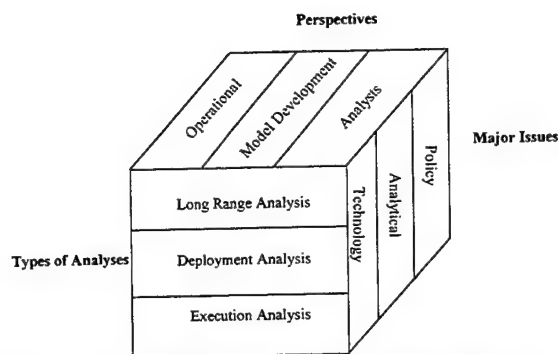 Perspectives
Operational
Model Development
Analysis
Major Issues
Technology
Analytical
Policy
Types of Analyses
Long Range Analysis
Deployment Analysis
Execution Analysis